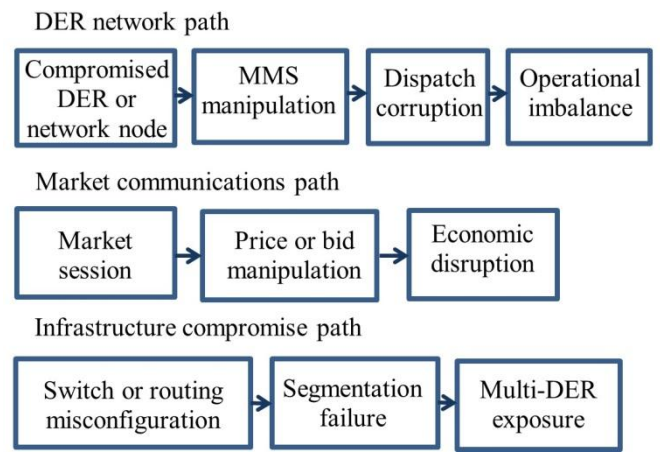 DER network path
Compromised
DER or
network node
MMS
manipulation
Dispatch
corruption
Operational
imbalance
Market communications path
Market
session
Price or bid
manipulation
Economic
disruption
Infrastructure compromise path
Switch or routing
misconfiguration
Segmentation
failure
Multi-DER
exposure